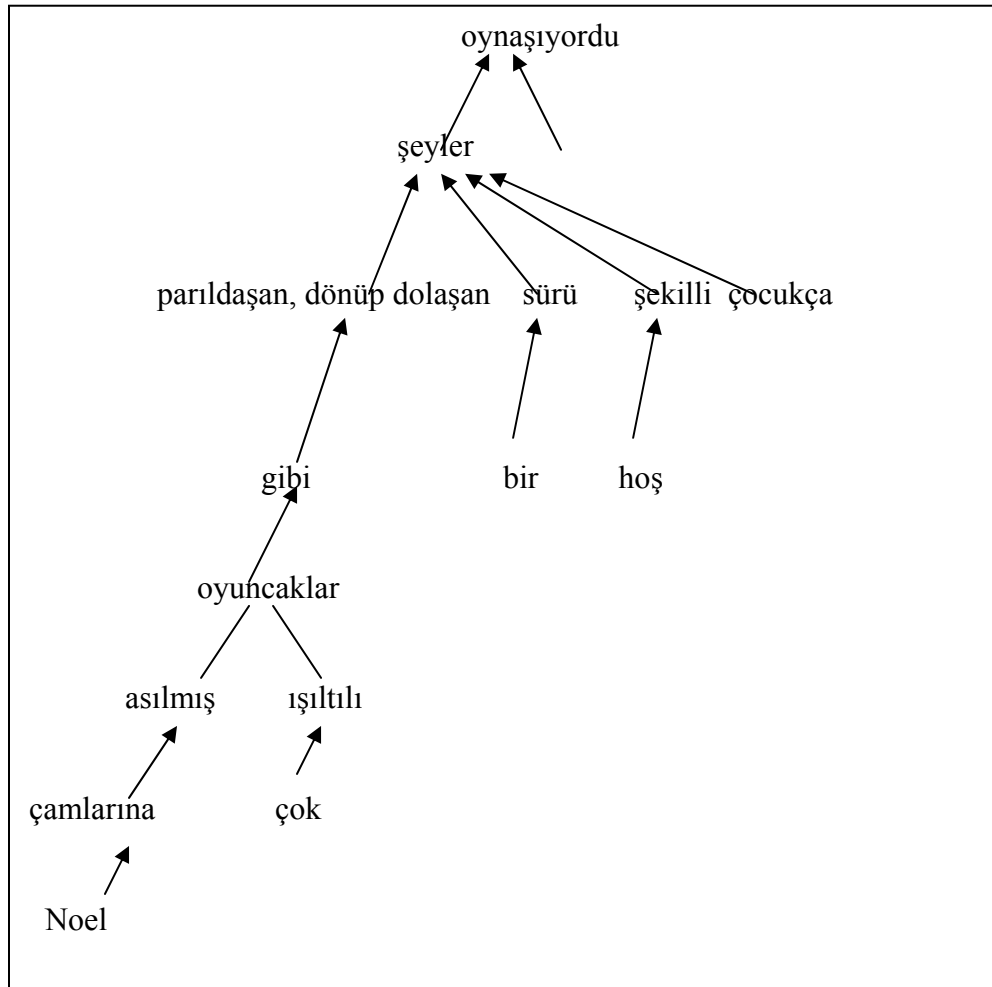 oynaşıyordu
şeyler
parıldaşan, dönüp dolaşan sürü şekilli çocukça
gibi bir hoş
oyuncaklar
asılmış ışıltılı
çamlarına çok
Noel